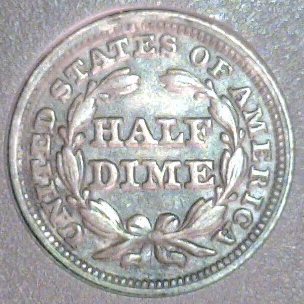 UNITED STATES OF AMERICA
HALF
DIME